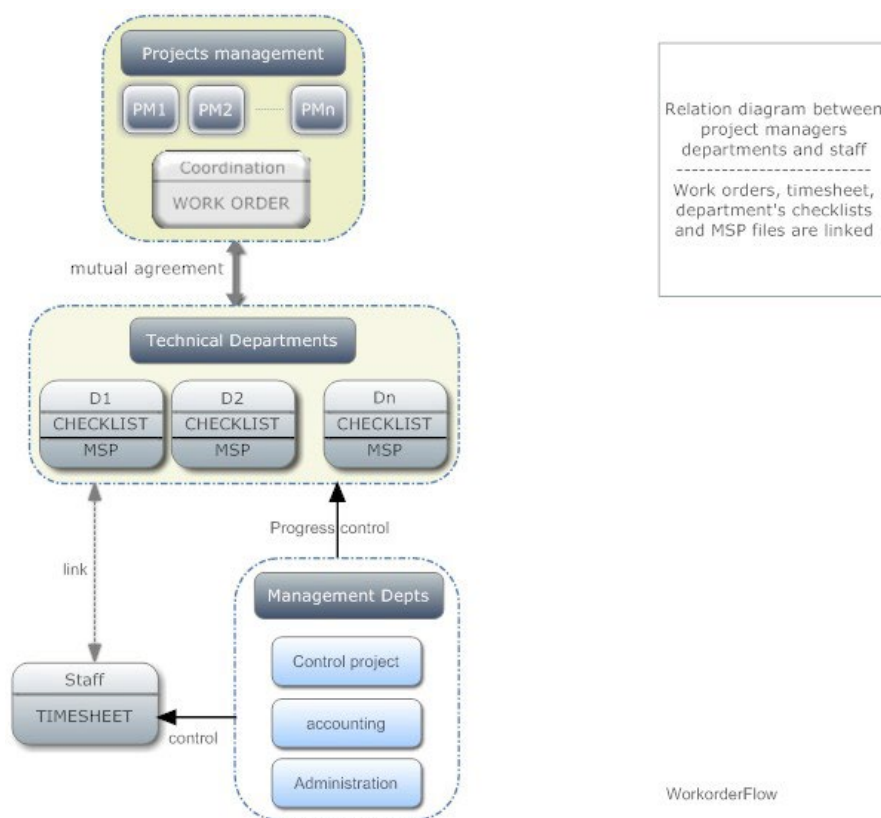 Projects management
PM1 PM2 PMn
Coordination
WORK ORDER
mutual agreement
Technical Departments
D1 D2 Dn
CHECKLIST CHECKLIST CHECKLIST
MSP MSP MSP
Progress control
link
Management Depts
Control project
accounting
Administration
Staff
TIMESHEET
control
Relation diagram between
project managers
departments and staff
Work orders, timesheet,
department's checklists
and MSP files are linked
WorkorderFlow